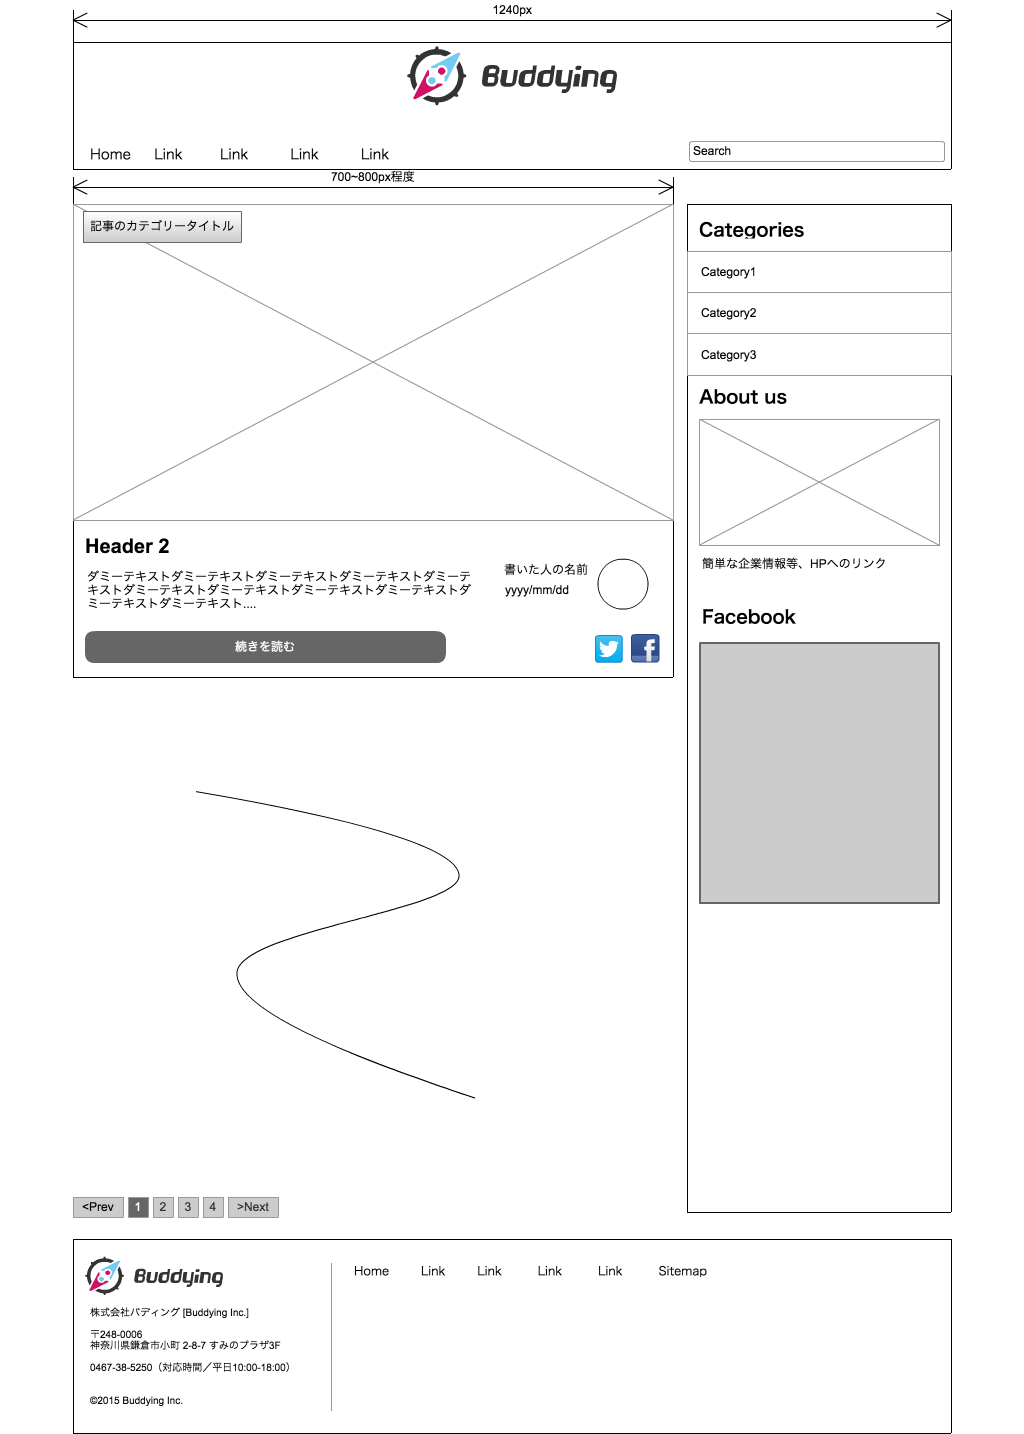 1240px
Buddying
Home Link Link Link Link
Search
700~800px程度
記事のカテゴリータイトル
Header 2
ダミーテキストダミーテキストダミーテキストダミーテキストダミーテ
キストダミーテキストダミーテキストダミーテキストダミーテキストダ
ミーテキストダミーテキスト....
書いた人の名前
yyyy/mm/dd
続きを読む
Categories
Category1
Category2
Category3
About us
簡単な企業情報等、HPへのリンク
Facebook
<Prev 1 2 3 4 >Next
Buddying
株式会社バディング [Buddying Inc.]
〒248-0006
神奈川県鎌倉市小町 2-8-7 すみのプラザ3F
0467-38-5250（対応時間／平日10:00-18:00）
©2015 Buddying Inc.
Home Link Link Link Link Sitemap